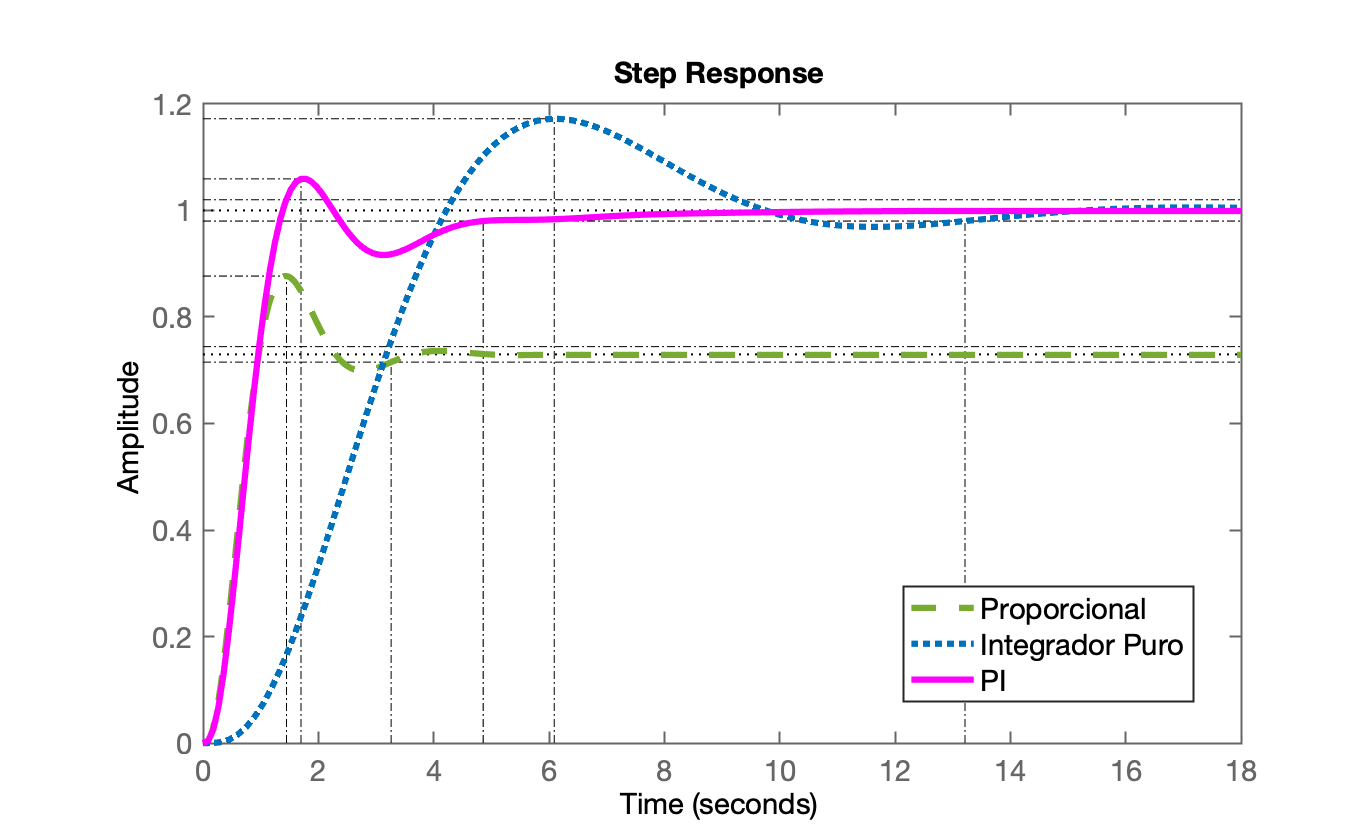 Step Response
1.2
1
0.8
0.6
0.4
0.2
0
Amplitude
0 2 4 6 8 10 12 14 16 18
Time (seconds)
Proporcional
Integrador Puro
PI